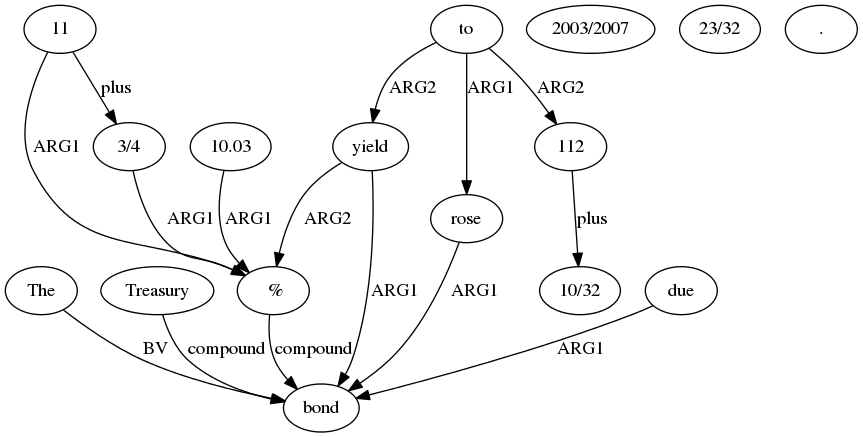 11 to 2003/2007 23/32 .
plus ARG2 ARG1 ARG2
ARG1 3/4 10.03 yield 112
ARG1 ARG1 ARG2 rose plus
The Treasury % ARG1 ARG1 10/32 due
BV compound compound ARG1
bond